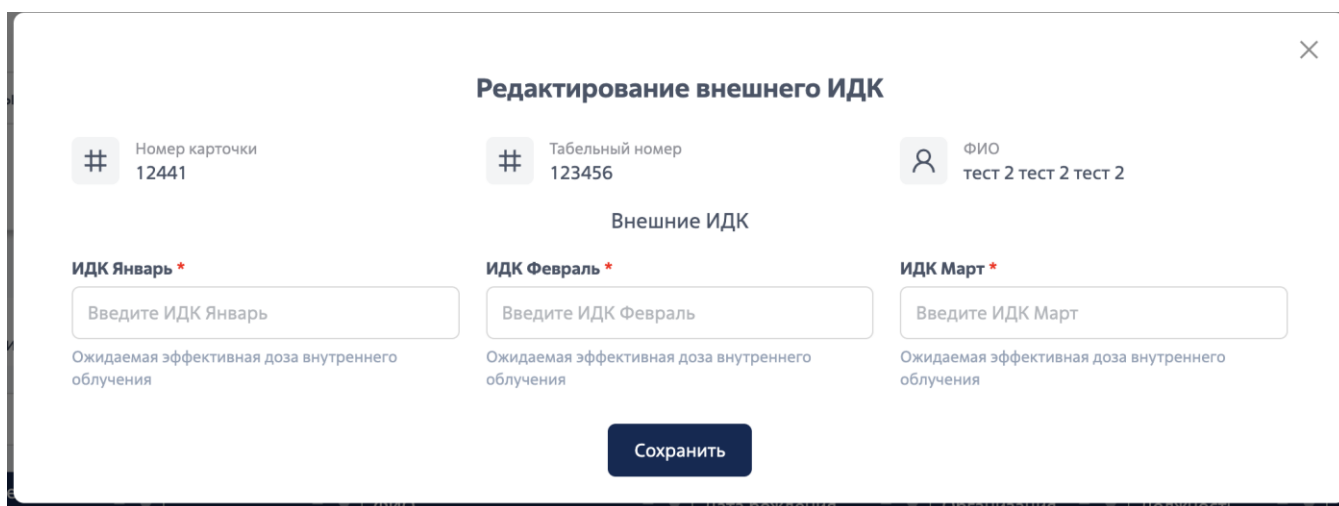 Редактирование внешнего ИДК
Номер карточки
12441
Табельный номер
123456
ФИО
тест 2 тест 2 тест 2
Внешние ИДК
ИДК Январь *
Введите ИДК Январь
Ожидаемая эффективная доза внутреннего
облучения
ИДК Февраль *
Введите ИДК Февраль
Ожидаемая эффективная доза внутреннего
облучения
ИДК Март *
Введите ИДК Март
Ожидаемая эффективная доза внутреннего
облучения
Сохранить